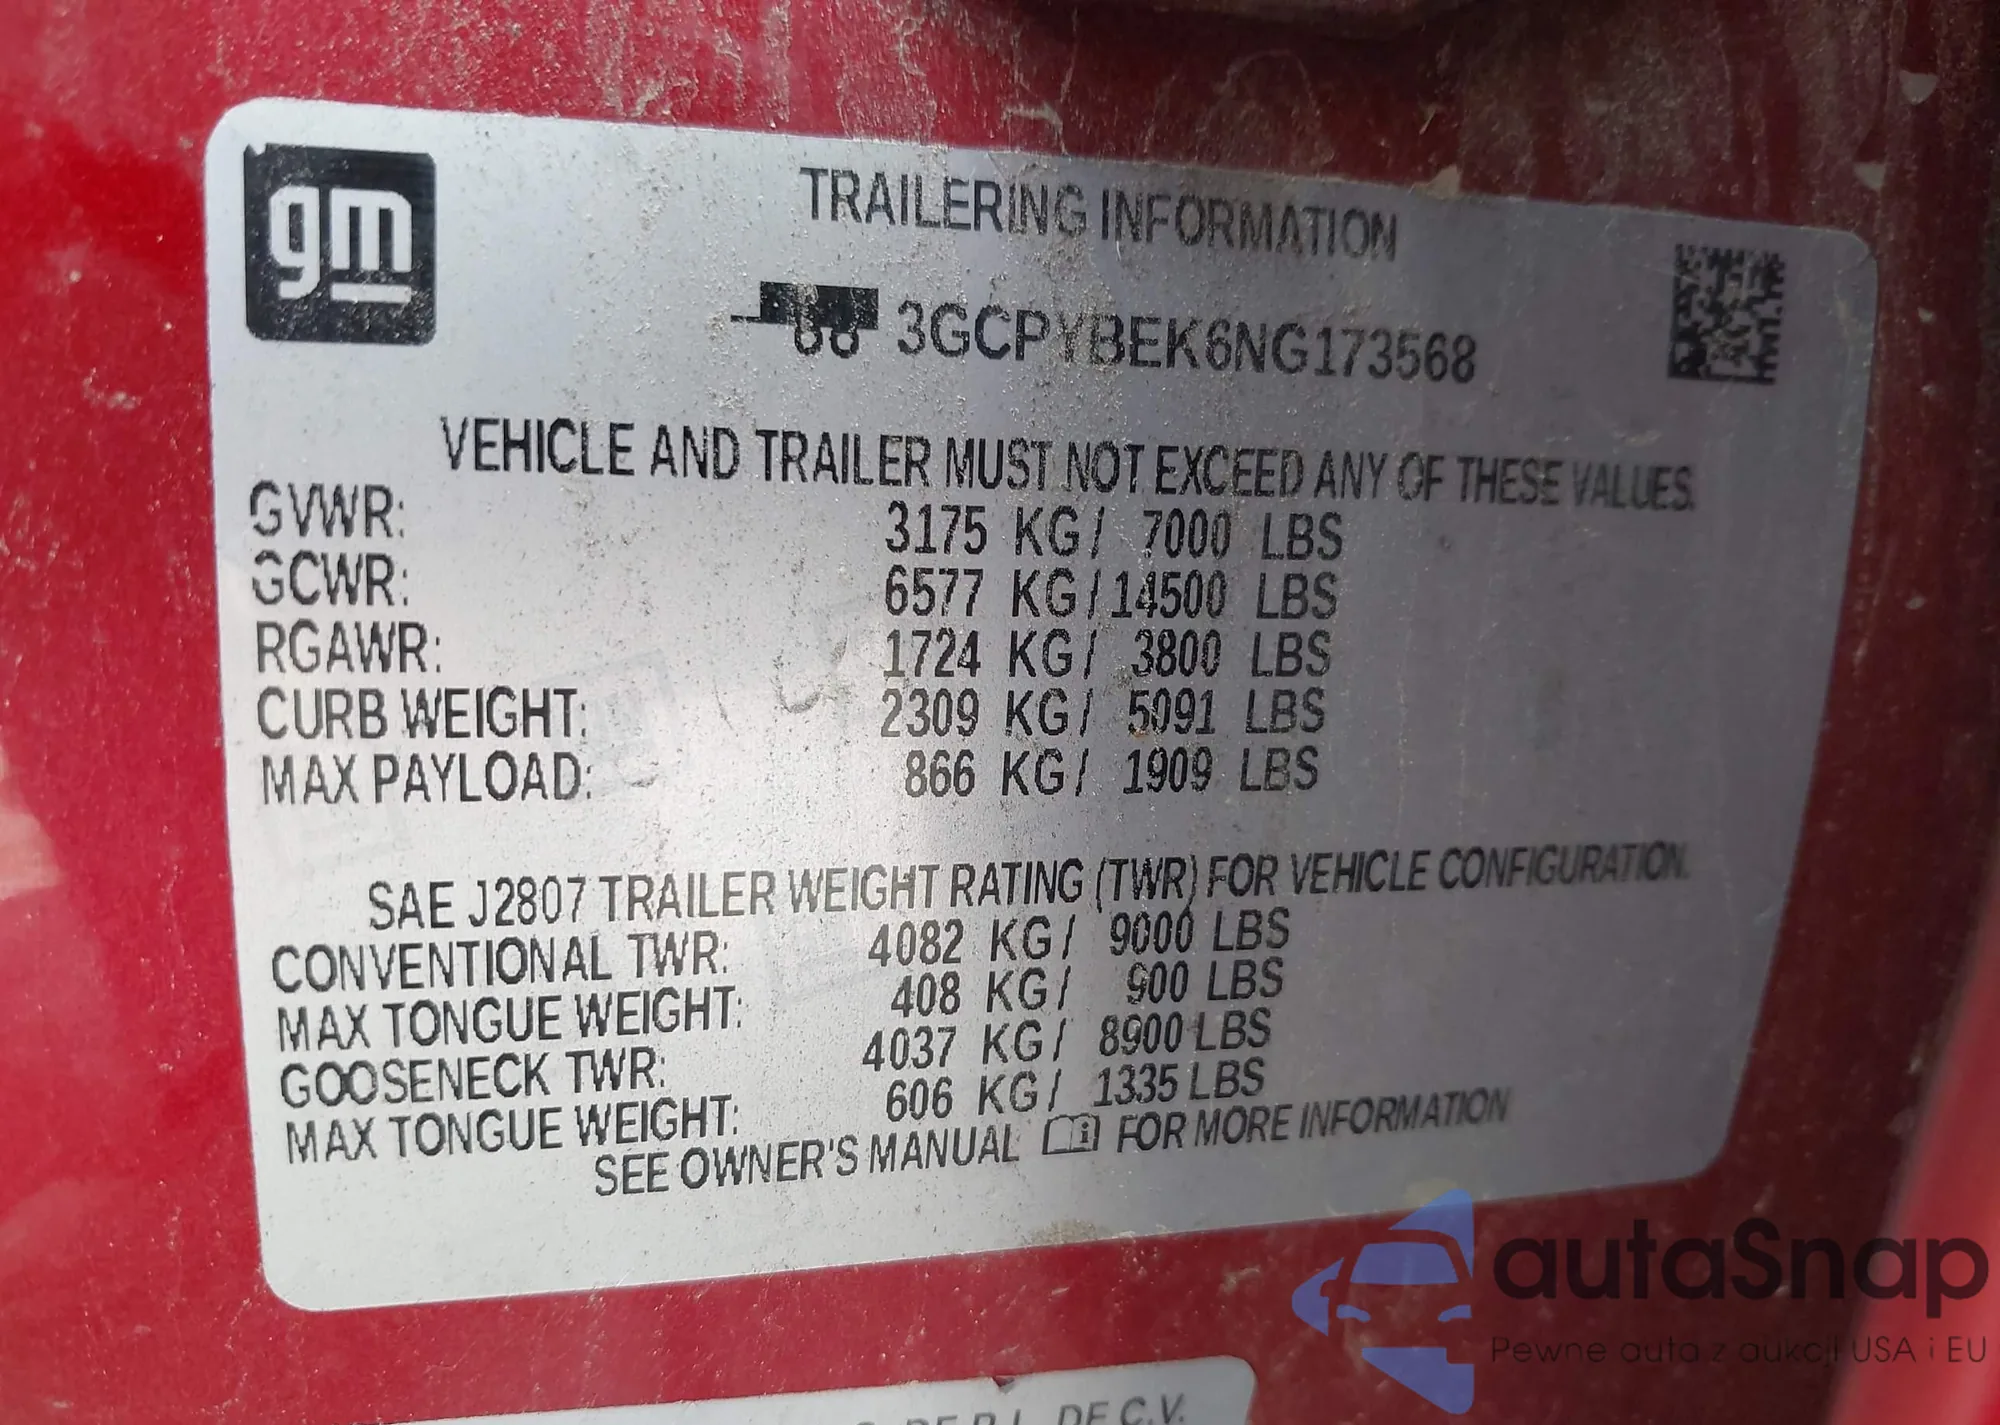 gm
TRAILERING INFORMATION
3GCPYBEK6NG173568
VEHICLE AND TRAILER MUST NOT EXCEED ANY OF THESE VALUES.
GVWR: 3175 KG/ 7000 LBS
GCWR: 6577 KG/14500 LBS
RGAWR: 1724 KG/ 3800 LBS
CURB WEIGHT: 2309 KG/ 5091 LBS
MAX PAYLOAD: 866 KG/ 1909 LBS
SAE J2807 TRAILER WEIGHT RATING (TWR) FOR VEHICLE CONFIGURATION.
CONVENTIONAL TWR: 4082 KG/ 9000 LBS
MAX TONGUE WEIGHT: 408 KG/ 900 LBS
GOOSENECK TWR: 4037 KG/ 8900 LBS
MAX TONGUE WEIGHT: 606 KG/ 1335 LBS
SEE OWNER'S MANUAL FOR MORE INFORMATION
autaSnap
Pewne auta z aukcji USA i EU
DE R.L. DE C.V.